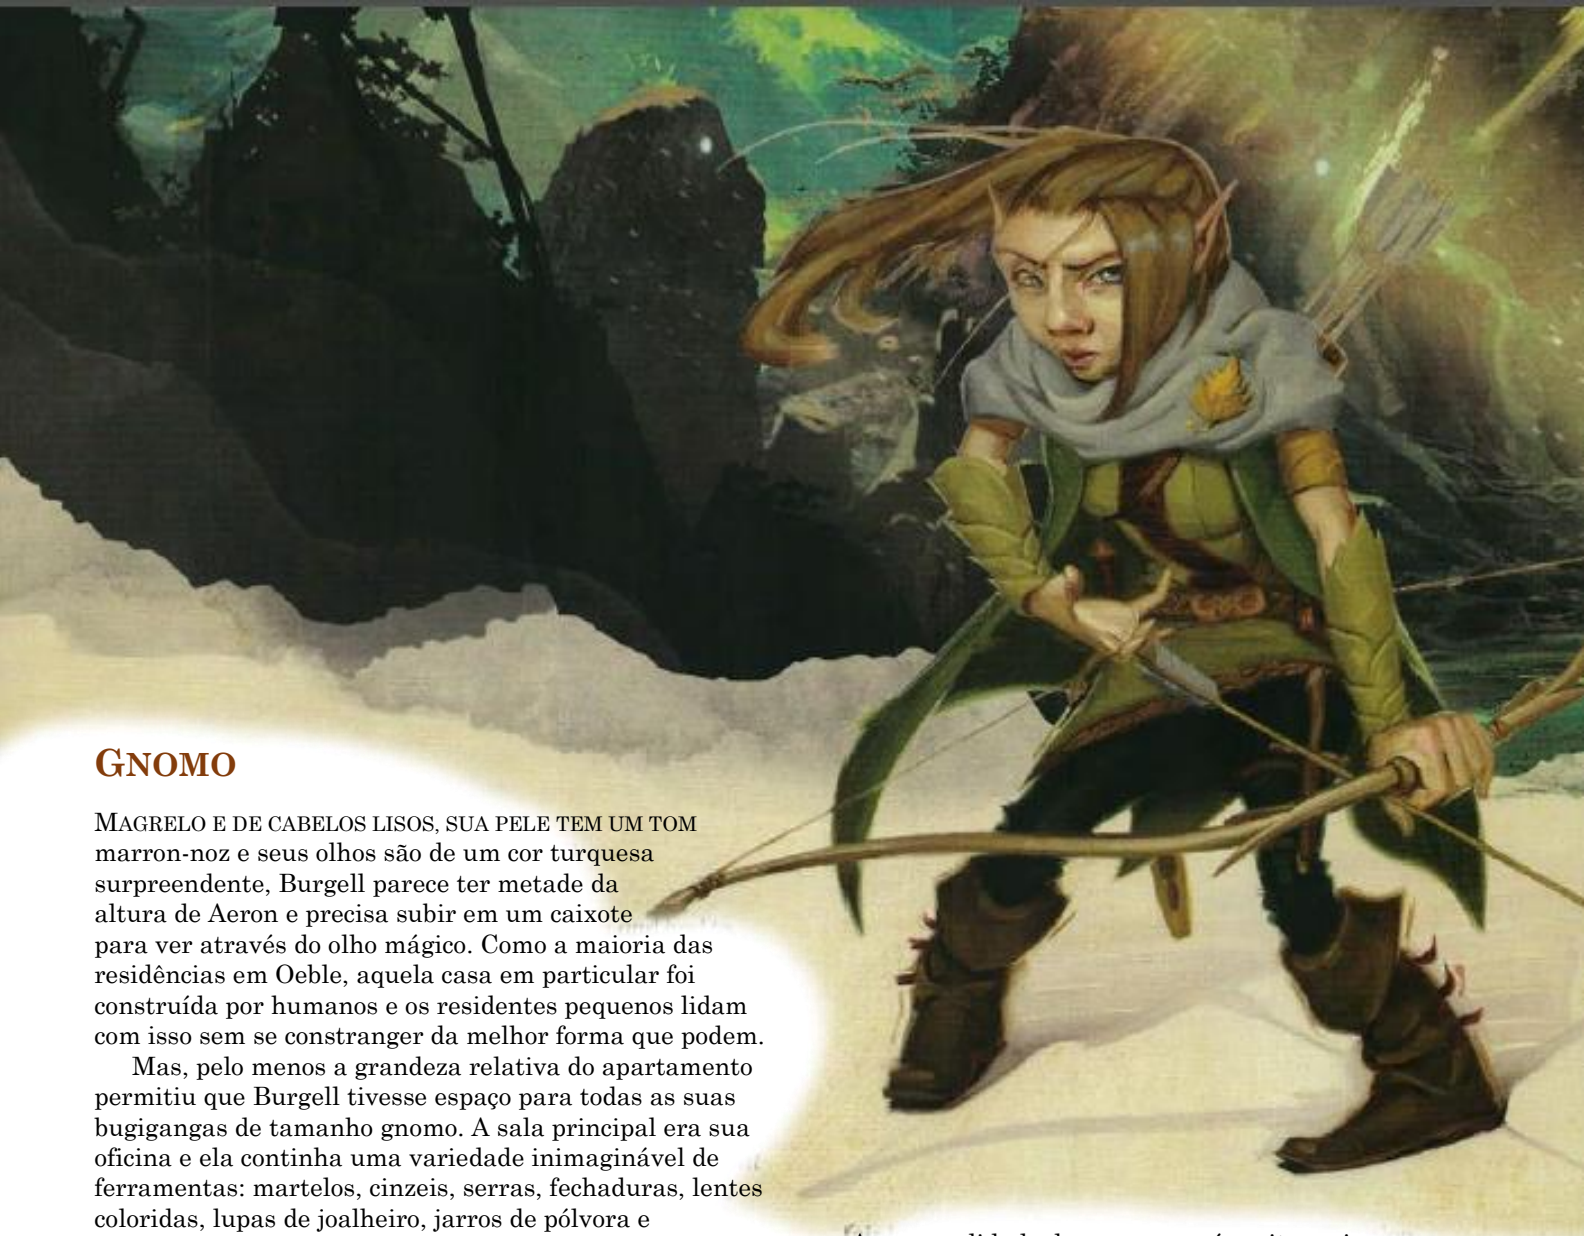 GNOMO
MAGRELO E DE CABELOS LISOS, SUA PELE TEM UM TOM
marron-noz e seus olhos são de um cor turquesa
surpreendente, Burgell parece ter metade da
altura de Aeron e precisa subir em um caixote
para ver através do olho mágico. Como a maioria das
residências em Oeble, aquela casa em particular foi
construída por humanos e os residentes pequenos lidam
com isso sem se constranger da melhor forma que podem.
Mas, pelo menos a grandeza relativa do apartamento
permitiu que Burgell tivesse espaço para todas as suas
bugigangas de tamanho gnomo. A sala principal era sua
oficina e ela continha uma variedade inimaginável de
ferramentas: martelos, cinzeis, serras, fechaduras, lentes
coloridas, lupas de joalheiro, jarros de pólvora e